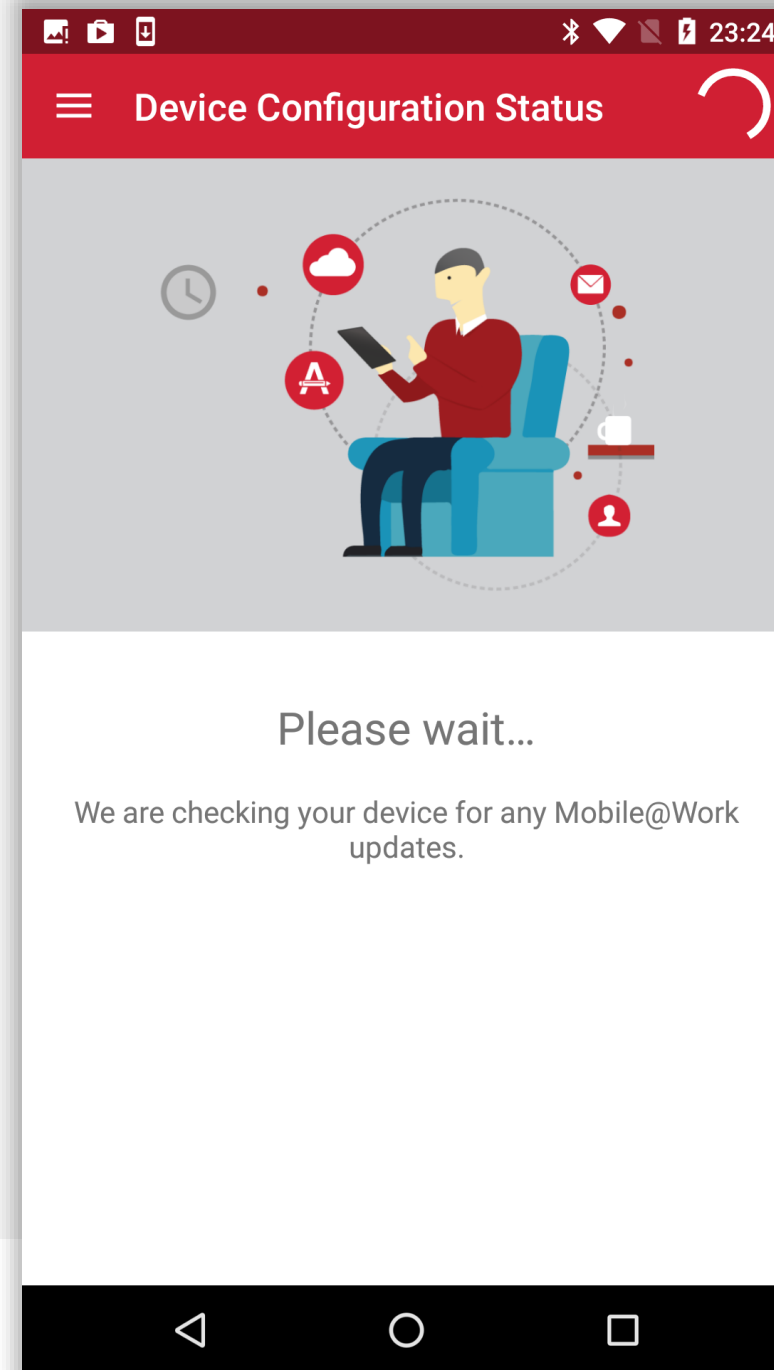 23:24
Device Configuration Status
Please wait...
We are checking your device for any Mobile@Work
updates.